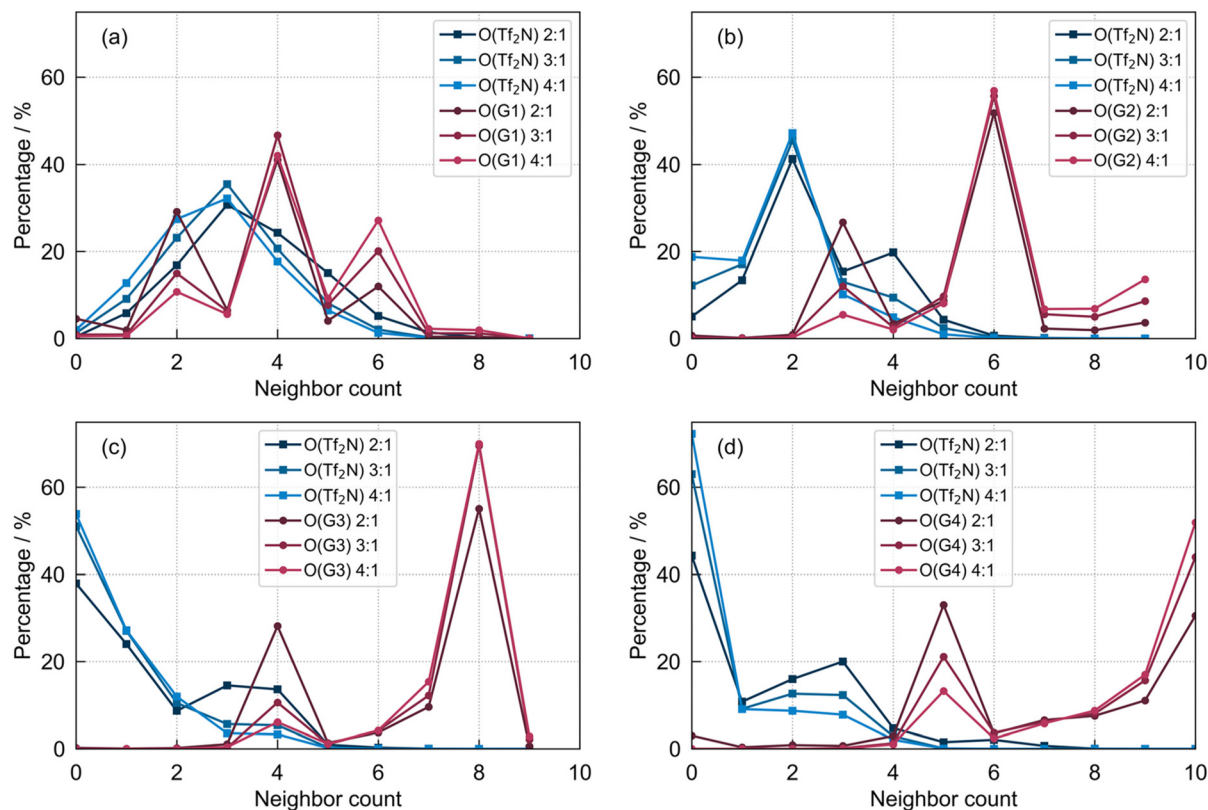 (a)
O(Tf₂N) 2:1
O(Tf₂N) 3:1
O(Tf₂N) 4:1
O(G1) 2:1
O(G1) 3:1
O(G1) 4:1
Percentage / %
60
40
20
0
0 2 4 6 8 10
Neighbor count
(b)
O(Tf₂N) 2:1
O(Tf₂N) 3:1
O(Tf₂N) 4:1
O(G2) 2:1
O(G2) 3:1
O(G2) 4:1
Percentage / %
60
40
20
0
0 2 4 6 8 10
Neighbor count
(c)
O(Tf₂N) 2:1
O(Tf₂N) 3:1
O(Tf₂N) 4:1
O(G3) 2:1
O(G3) 3:1
O(G3) 4:1
Percentage / %
60
40
20
0
0 2 4 6 8 10
Neighbor count
(d)
O(Tf₂N) 2:1
O(Tf₂N) 3:1
O(Tf₂N) 4:1
O(G4) 2:1
O(G4) 3:1
O(G4) 4:1
Percentage / %
60
40
20
0
0 2 4 6 8 10
Neighbor count